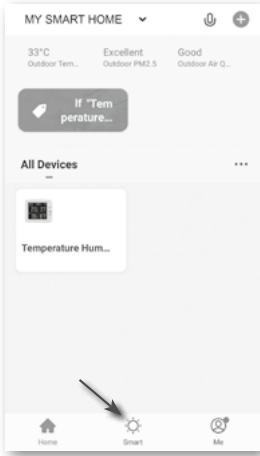 MY SMART HOME
33°C
Excellent
Good
Outdoor Tem...
Outdoor PM2.5
Outdoor Air Q...
If "Tem
perature...
All Devices
Temperature Hum...
Home
Smart
Me